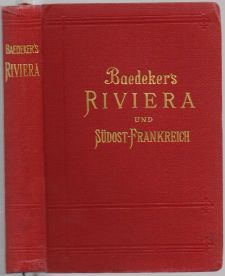 BAEDEKER'S
RIVIERA
Baedeker's
RIVIERA
UND
SÜDOST-FRANKREICH